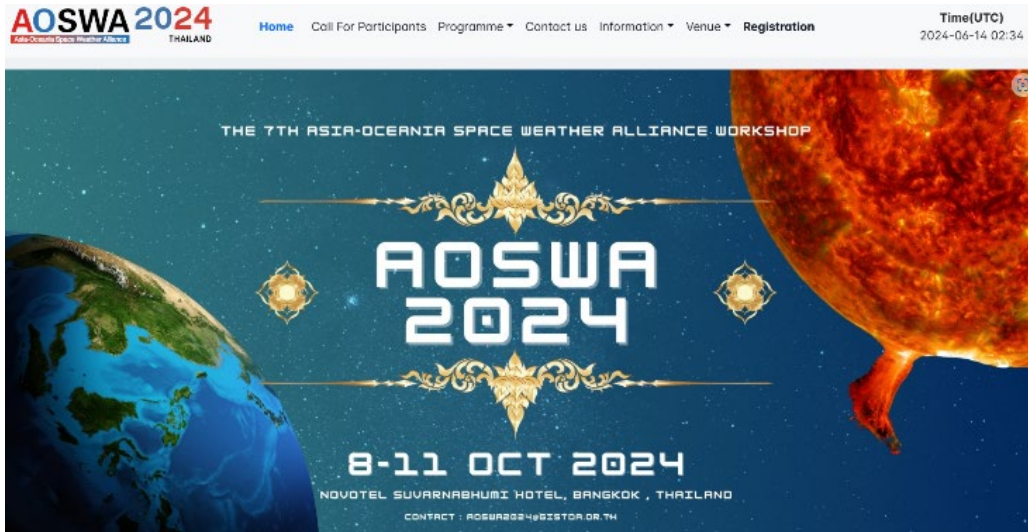 AOSWA 2024
Asia-Oceania Space Weather Alliance
THAILAND
Home Call For Participants Programme Contact us Information Venue Registration
Time(UTC)
2024-06-14 02:34
THE 7TH ASIA-OCEANIA SPACE WEATHER ALLIANCE WORKSHOP
AOSWA
2024
8-11 OCT 2024
NOVOTEL SUVARNABHUMI HOTEL, BANGKOK , THAILAND
CONTACT : AOSWA2024@GISTDA.OR.TH